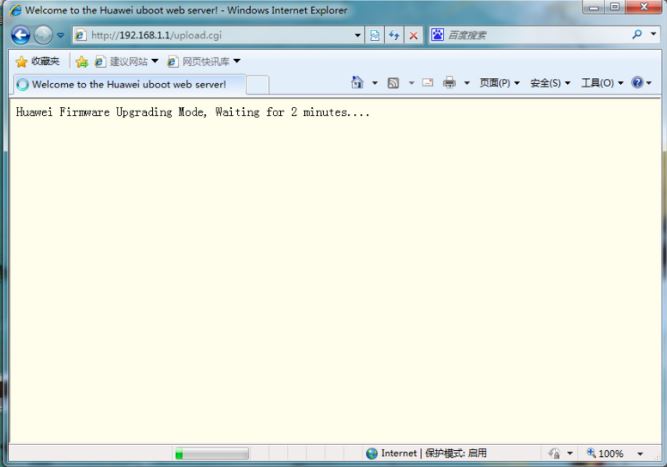 Welcome to the Huawei uboot web server! - Windows Internet Explorer
http://192.168.1.1/upload.cgi
百度搜索
收藏夹 建议网站 网页快讯库
Welcome to the Huawei uboot web server!
页面(P) 安全(S) 工具(O)
Huawei Firmware Upgrading Mode, Waiting for 2 minutes....
Internet | 保护模式: 启用
100%